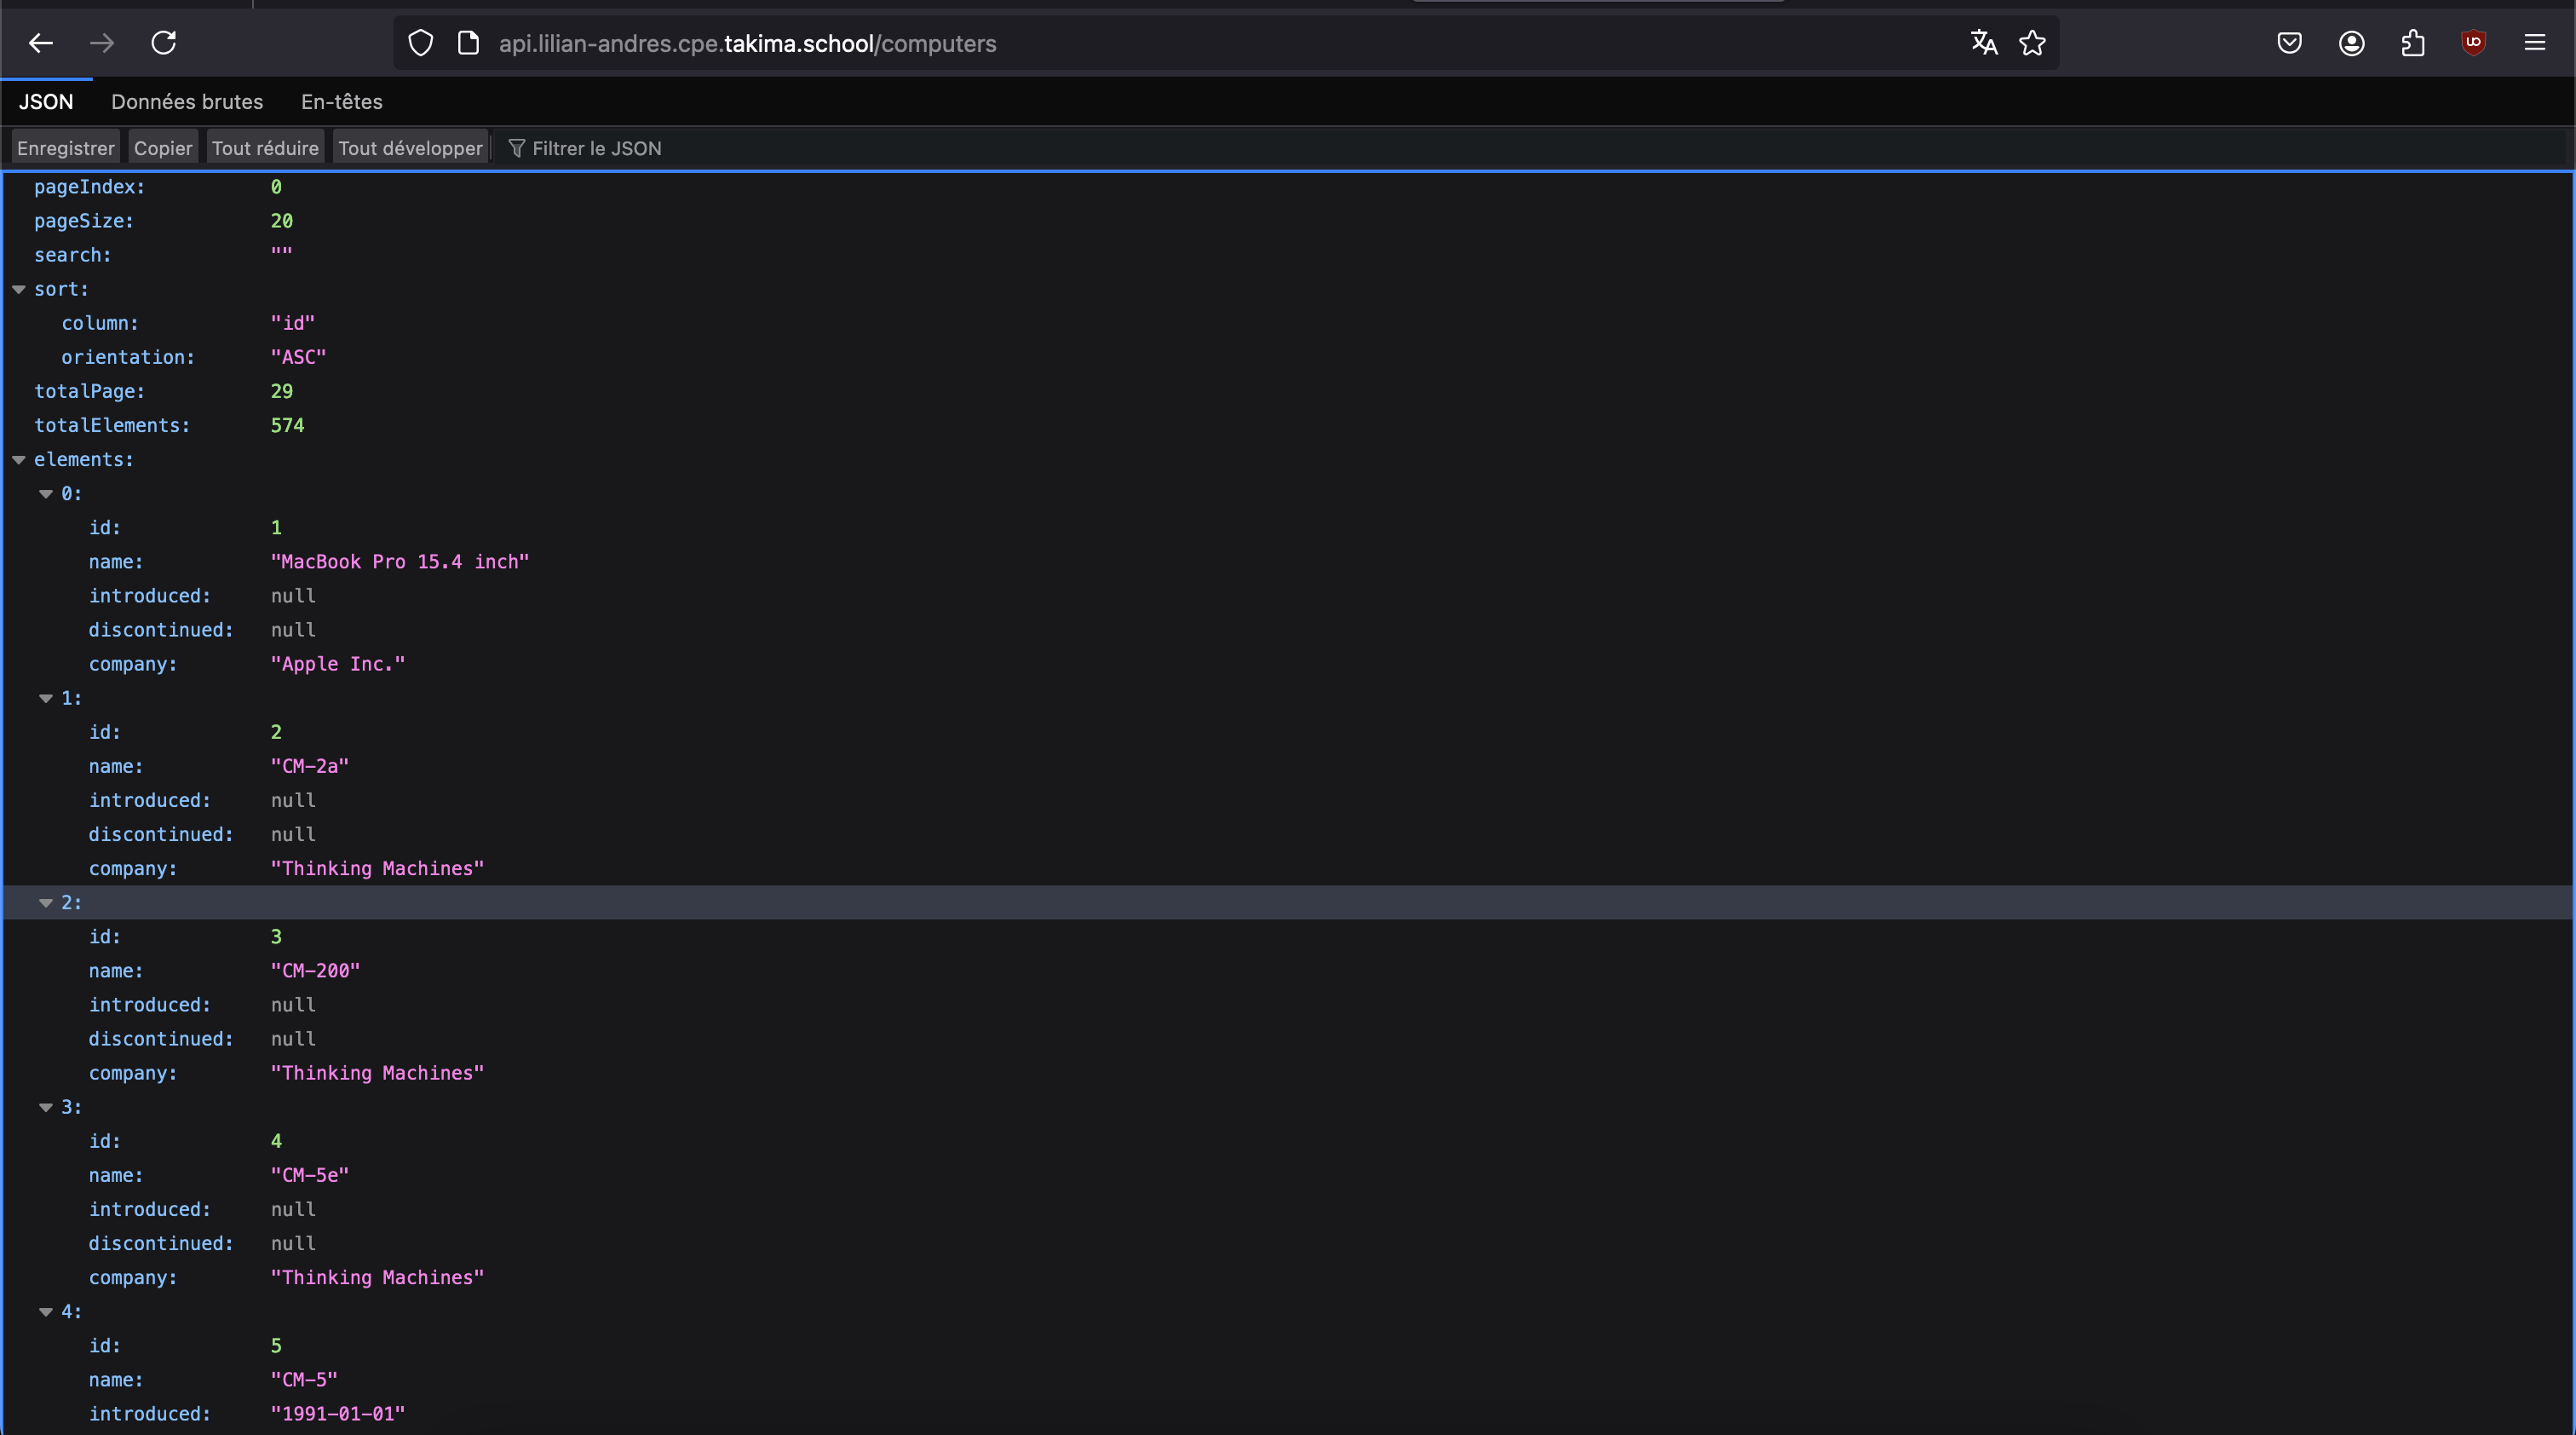 api.lilian-andres.cpe.takima.school/computers
JSON Données brutes En-têtes
Enregistrer Copier Tout réduire Tout développer Filtrer le JSON
pageIndex: 0
pageSize: 20
search: ""
sort:
column: "id"
orientation: "ASC"
totalPage: 29
totalElements: 574
elements:
0:
id: 1
name: "MacBook Pro 15.4 inch"
introduced: null
discontinued: null
company: "Apple Inc."
1:
id: 2
name: "CM-2a"
introduced: null
discontinued: null
company: "Thinking Machines"
2:
id: 3
name: "CM-200"
introduced: null
discontinued: null
company: "Thinking Machines"
3:
id: 4
name: "CM-5e"
introduced: null
discontinued: null
company: "Thinking Machines"
4:
id: 5
name: "CM-5"
introduced: "1991-01-01"